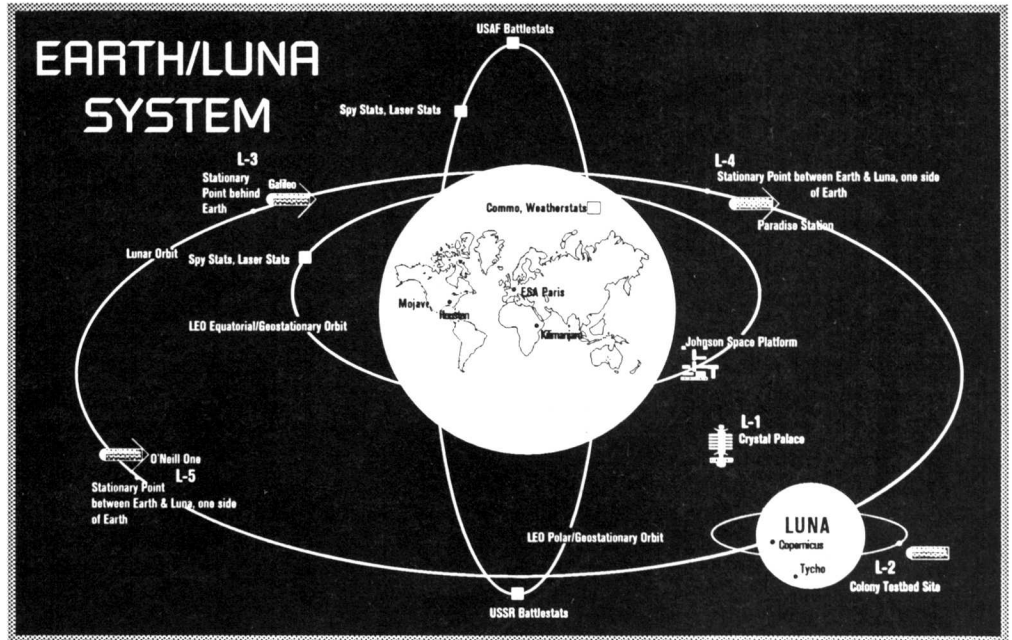 EARTH/LUNA
SYSTEM
USAF Battlestats
Spy Stats, Laser Stats
L-3
Stationary
Point behind
Earth
Galileo
L-4
Stationary Point between Earth & Luna, one side
of Earth
Paradise Station
Commo, Weatherstats
Lunar Orbit
Spy Stats, Laser Stats
ESA Paris
Mojave
Houston
Kilimanjaro
LEO Equatorial/Geostationary Orbit
Johnson Space Platform
L-1
Crystal Palace
O'Neill One
L-5
Stationary Point
between Earth & Luna, one side
of Earth
LEO Polar/Geostationary Orbit
LUNA
Copernicus
Tycho
L-2
Colony Testbed Site
USSR Battlestats